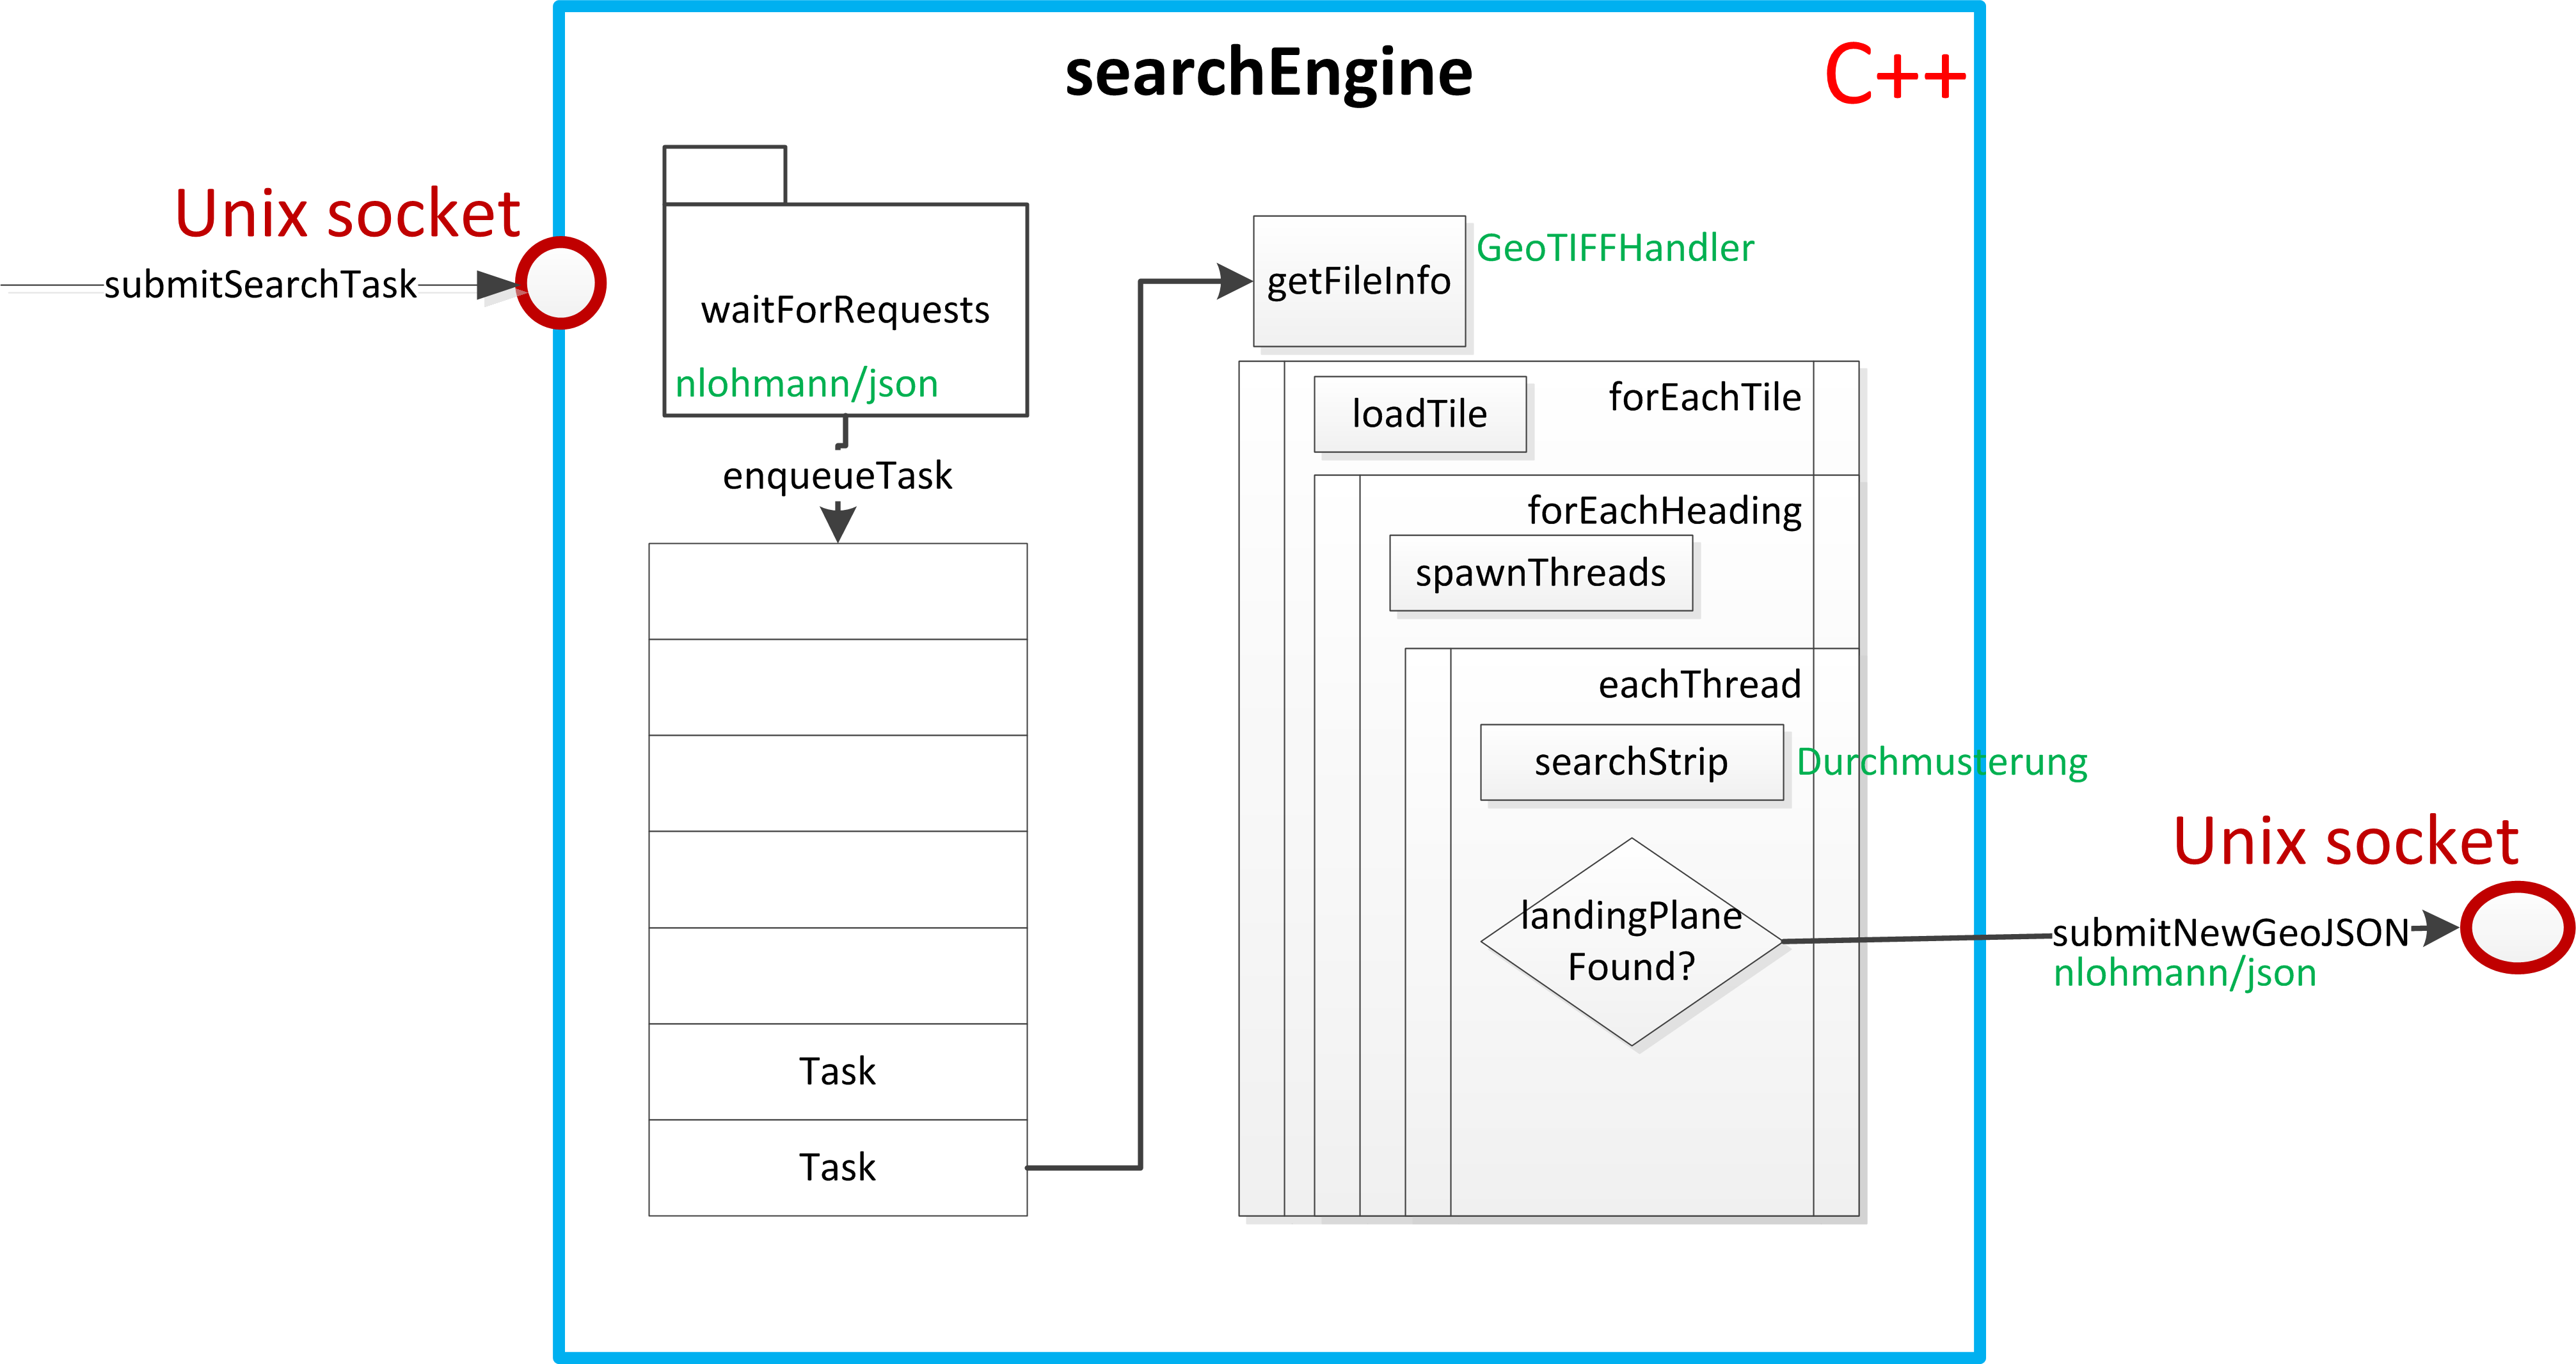 searchEngine
C++
Unix socket
submitSearchTask
waitForRequests
nlohmann/json
enqueueTask
Task
Task
getFileInfo
GeoTIFFHandler
forEachTile
loadTile
forEachHeading
spawnThreads
eachThread
searchStrip
Durchmusterung
landingPlane
Found?
Unix socket
submitNewGeoJSON
nlohmann/json